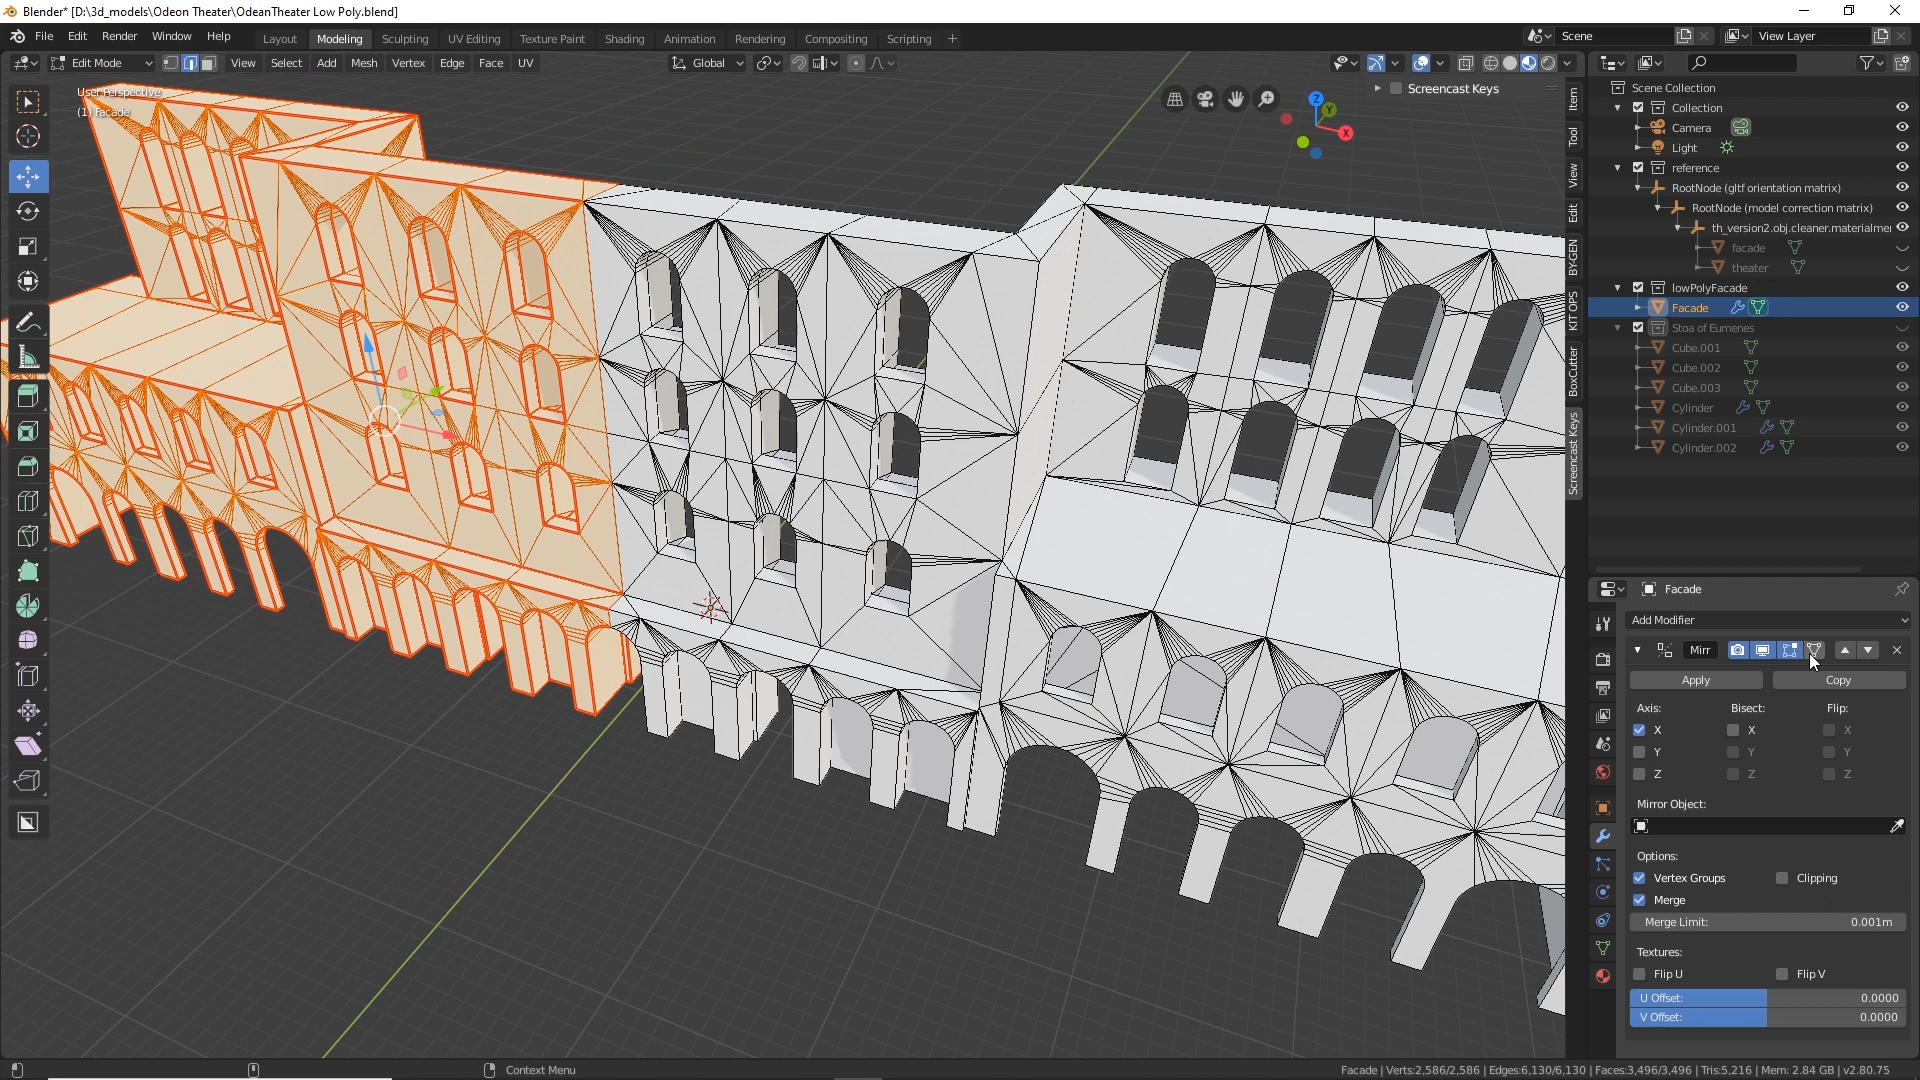 Blender* [D:\3d_models\Odeon Theater\OdeanTheater Low Poly.blend]
File Edit Render Window Help
Layout Modeling Sculpting UV Editing Texture Paint Shading Animation Rendering Compositing Scripting +
Scene
View Layer
Edit Mode View Select Add Mesh Vertex Edge Face UV
Global
User Perspective
(1) Facade
Screencast Keys
Z
Y
X
Item
Tool
View
Edit
BY-GEN
KIT OPS
BoxCutter
Screencast Keys
Scene Collection
Collection
Camera
Light
reference
RootNode (gltf orientation matrix)
RootNode (model correction matrix)
th_version2.obj.cleaner.materialmer
facade
theater
lowPolyFacade
Facade
Stoa of Eumenes
Cube.001
Cube.002
Cube.003
Cylinder
Cylinder.001
Cylinder.002
Facade
Add Modifier
Mirr
Apply Copy
Axis: Bisect: Flip:
X X X
Y Y Y
Z Z Z
Mirror Object:
Options:
Vertex Groups Clipping
Merge
Merge Limit: 0.001m
Textures:
Flip U Flip V
U Offset: 0.0000
V Offset: 0.0000
Context Menu
Facade | Verts:2,586/2,586 | Edges:6,130/6,130 | Faces:3,496/3,496 | Tris:5,216 | Mem: 2.84 GB | v2.80.75